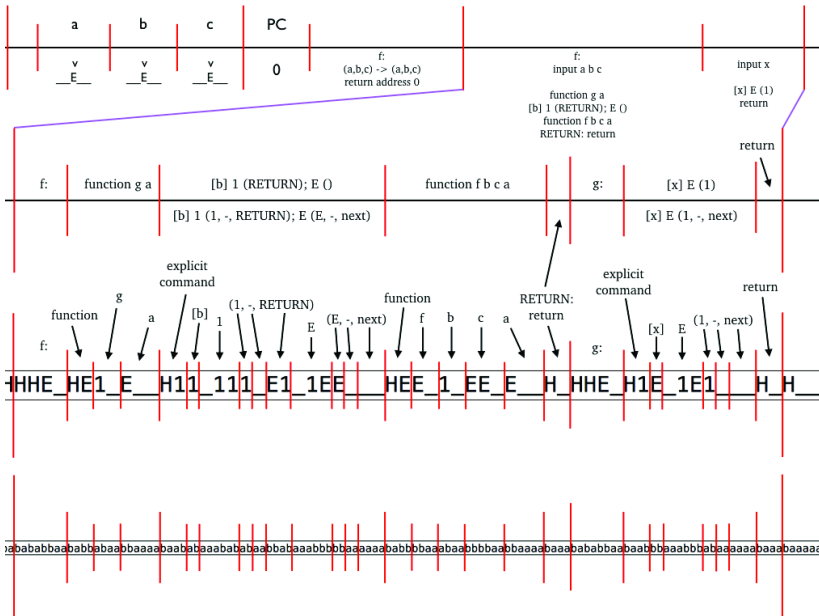 a b c PC
v v v
__E__ __E__ __E__ 0
f:
(a,b,c) -> (a,b,c)
return address 0
f:
input a b c
function g a
[b] 1 (RETURN); E ()
function f b c a
RETURN: return
input x
[x] E (1)
return
return
f: function g a [b] 1 (RETURN); E () function f b c a g: [x] E (1)
[b] 1 (1, -, RETURN); E (E, -, next) [x] E (1, -, next)
explicit
command
g
function
a
[b]
1
(1, -, RETURN)
E
(E, -, next)
function
f b c a
RETURN:
return
explicit
command
[x] E (1, -, next)
return
f: g:
HHHE_HE1_E__H11_111_E1_1EE___HEE_1_EE_E__H_HHE_H1E_1E1___H_H__